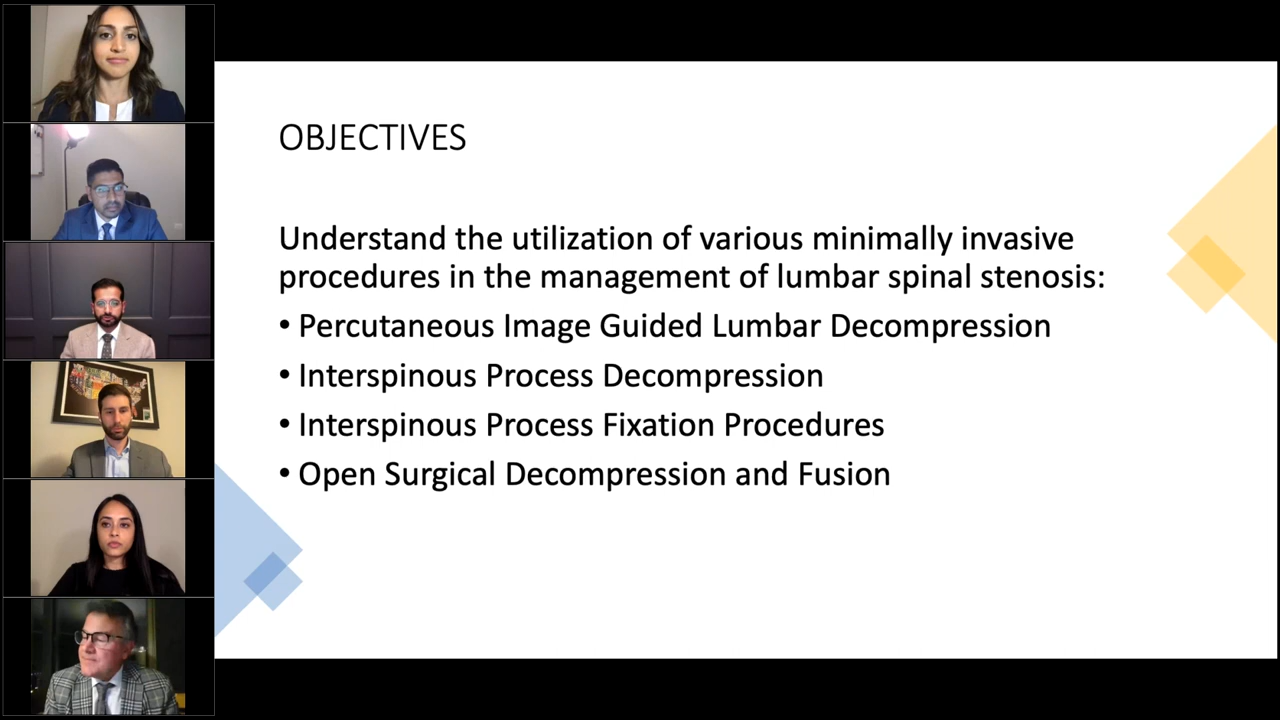 OBJECTIVES
Understand the utilization of various minimally invasive
procedures in the management of lumbar spinal stenosis:
• Percutaneous Image Guided Lumbar Decompression
• Interspinous Process Decompression
• Interspinous Process Fixation Procedures
• Open Surgical Decompression and Fusion